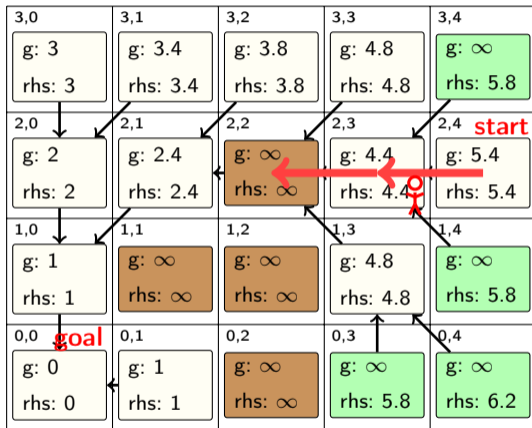 3,0 3,1 3,2 3,3 3,4
g: 3 g: 3.4 g: 3.8 g: 4.8 g: ∞
rhs: 3 rhs: 3.4 rhs: 3.8 rhs: 4.8 rhs: 5.8
2,0 2,1 2,2 2,3 2,4 start
g: 2 g: 2.4 g: ∞ g: 4.4 g: 5.4
rhs: 2 rhs: 2.4 rhs: ∞ rhs: 4.4 rhs: 5.4
1,0 1,1 1,2 1,3 1,4
g: 1 g: ∞ g: ∞ g: 4.8 g: ∞
rhs: 1 rhs: ∞ rhs: ∞ rhs: 4.8 rhs: 5.8
0,0 goal 0,1 0,2 0,3 0,4
g: 0 g: 1 g: ∞ g: ∞ g: ∞
rhs: 0 rhs: 1 rhs: ∞ rhs: 5.8 rhs: 6.2